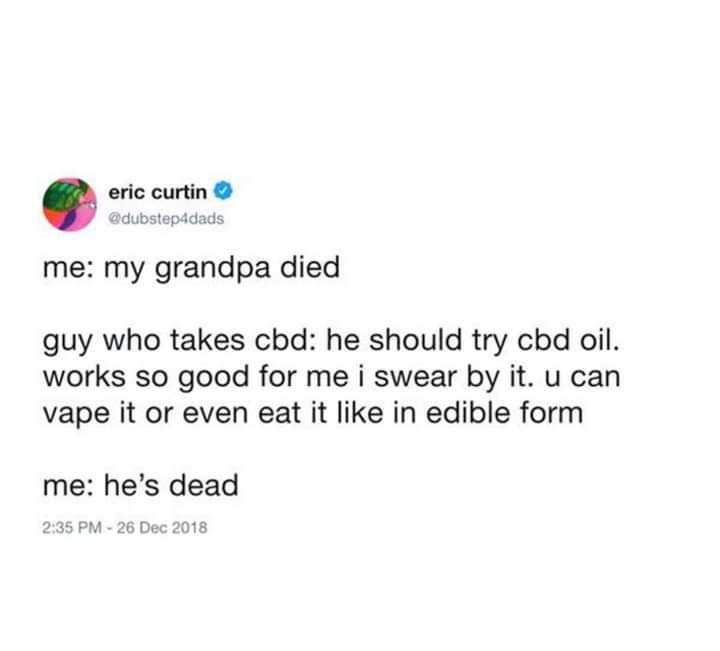 eric curtin
@dubstep4dads
me: my grandpa died
guy who takes cbd: he should try cbd oil.
works so good for me i swear by it. u can
vape it or even eat it like in edible form
me: he’s dead
2:35 PM - 26 Dec 2018